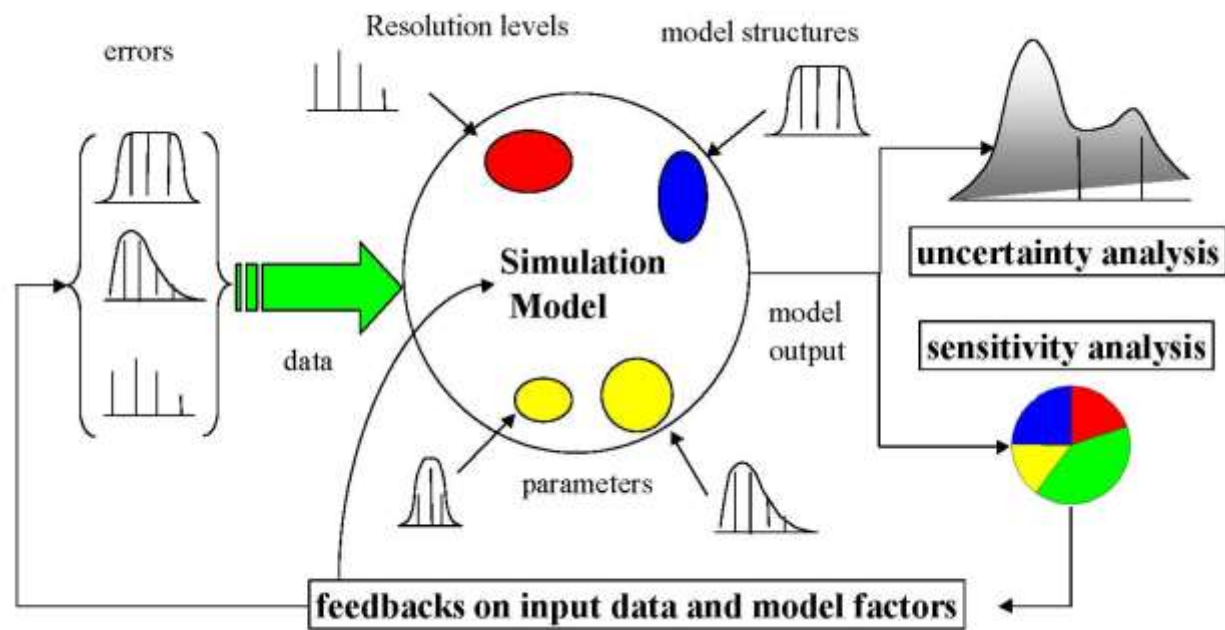 Resolution levels
model structures
errors
Simulation
Model
uncertainty analysis
model
output
data
sensitivity analysis
parameters
feedbacks on input data and model factors